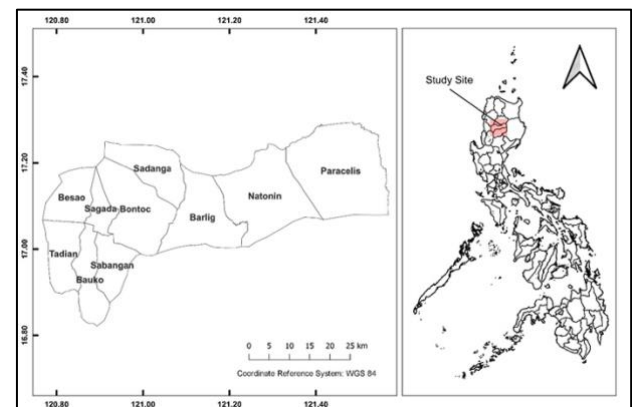 120.80 121.00 121.20 121.40
17.40
17.20
17.00
16.80
Sadanga
Paracelis
Besao
Natonin
Sagada Bontoc
Barlig
Tadian
Sabangan
Bauko
0 5 10 15 20 25 km
Coordinate Reference System: WGS 84
120.80 121.00 121.20 121.40
Study Site